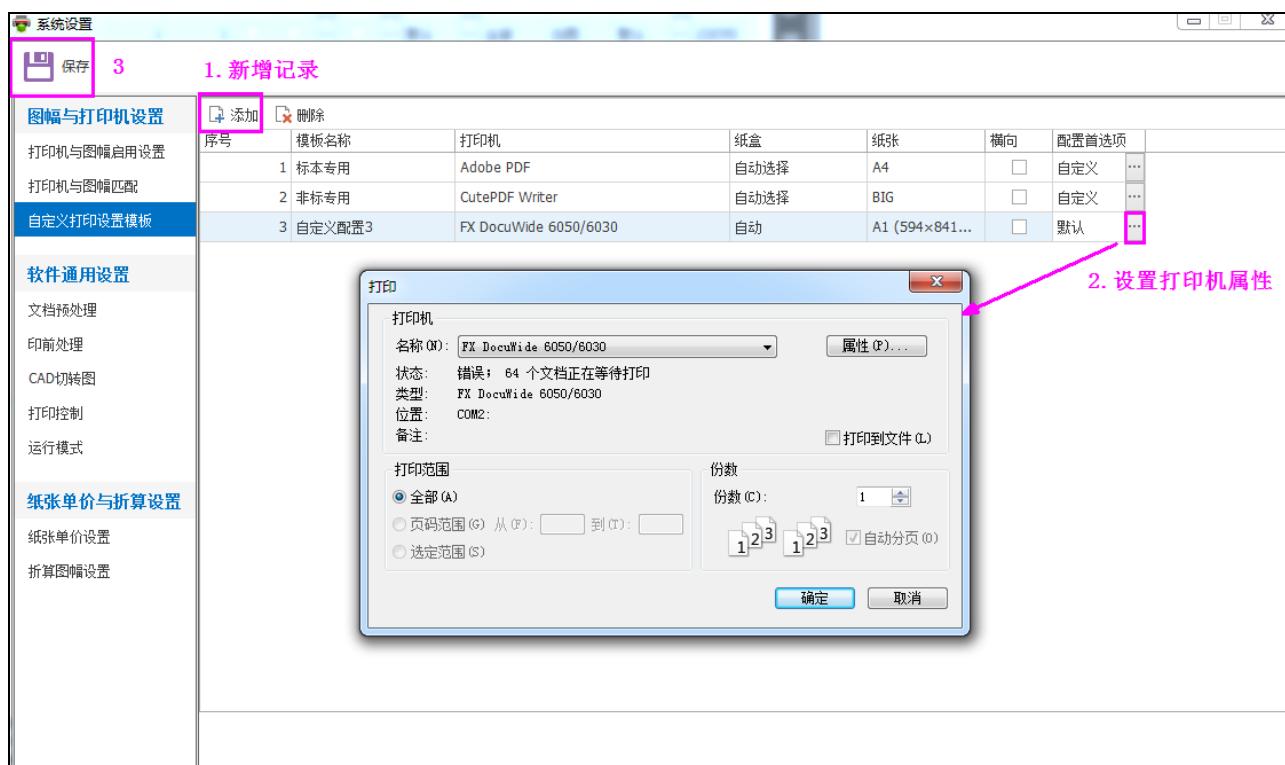 系统设置
保存 3 1.新增记录
图幅与打印机设置
打印机与图幅启用设置
打印机与图幅匹配
自定义打印设置模板
软件通用设置
文档预处理
印前处理
CAD切转图
打印控制
运行模式
纸张单价与折算设置
纸张单价设置
折算图幅设置
添加 删除
序号 模板名称 打印机 纸盒 纸张 横向 配置首选项
1 标本专用 Adobe PDF 自动选择 A4 自定义 ...
2 非标专用 CutePDF Writer 自动选择 BIG 自定义 ...
3 自定义配置3 FX DocuWide 6050/6030 自动 A1 (594×841... 默认 ...
2.设置打印机属性
打印
打印机
名称(N): FX DocuWide 6050/6030 属性(P)...
状态: 错误; 64 个文档正在等待打印
类型: FX DocuWide 6050/6030
位置: COM2:
备注: 打印到文件(L)
打印范围
全部(A)
页码范围(G) 从(F): 到(T):
选定范围(S)
份数
份数(C): 1
1 2 3 1 2 3 自动分页(O)
确定 取消